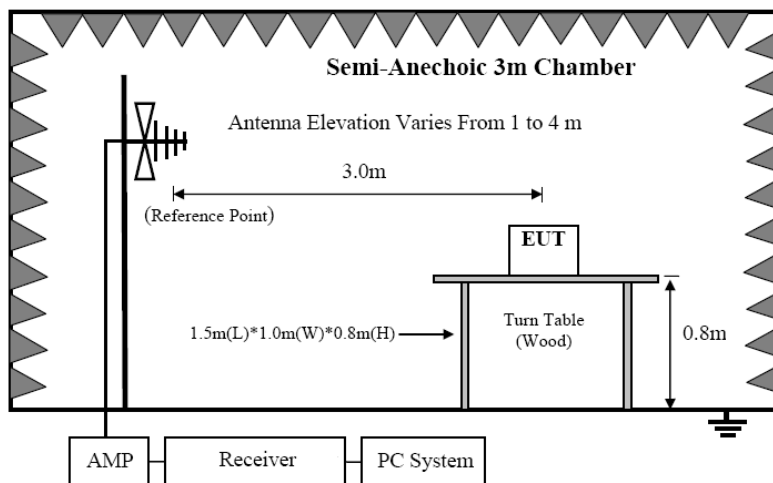 Semi-Anechoic 3m Chamber
Antenna Elevation Varies From 1 to 4 m
3.0m
(Reference Point)
EUT
1.5m(L)*1.0m(W)*0.8m(H)
Turn Table
(Wood)
0.8m
AMP
Receiver
PC System